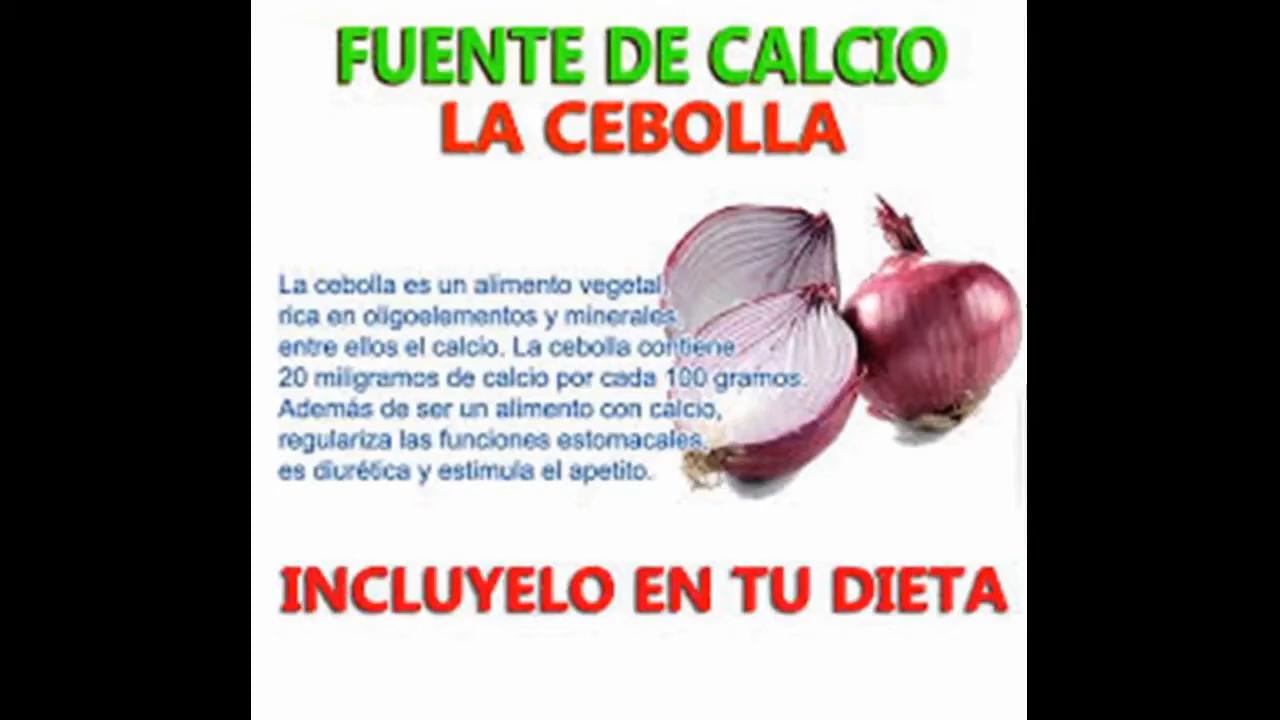 FUENTE DE CALCIO
LA CEBOLLA
La cebolla es un alimento vegetal,
rica en oligoelementos y minerales,
entre ellos el calcio. La cebolla contiene
20 miligramos de calcio por cada 100 gramos.
Además de ser un alimento con calcio,
regulariza las funciones estomacales,
es diurética y estimula el apetito.
INCLUYELO EN TU DIETA